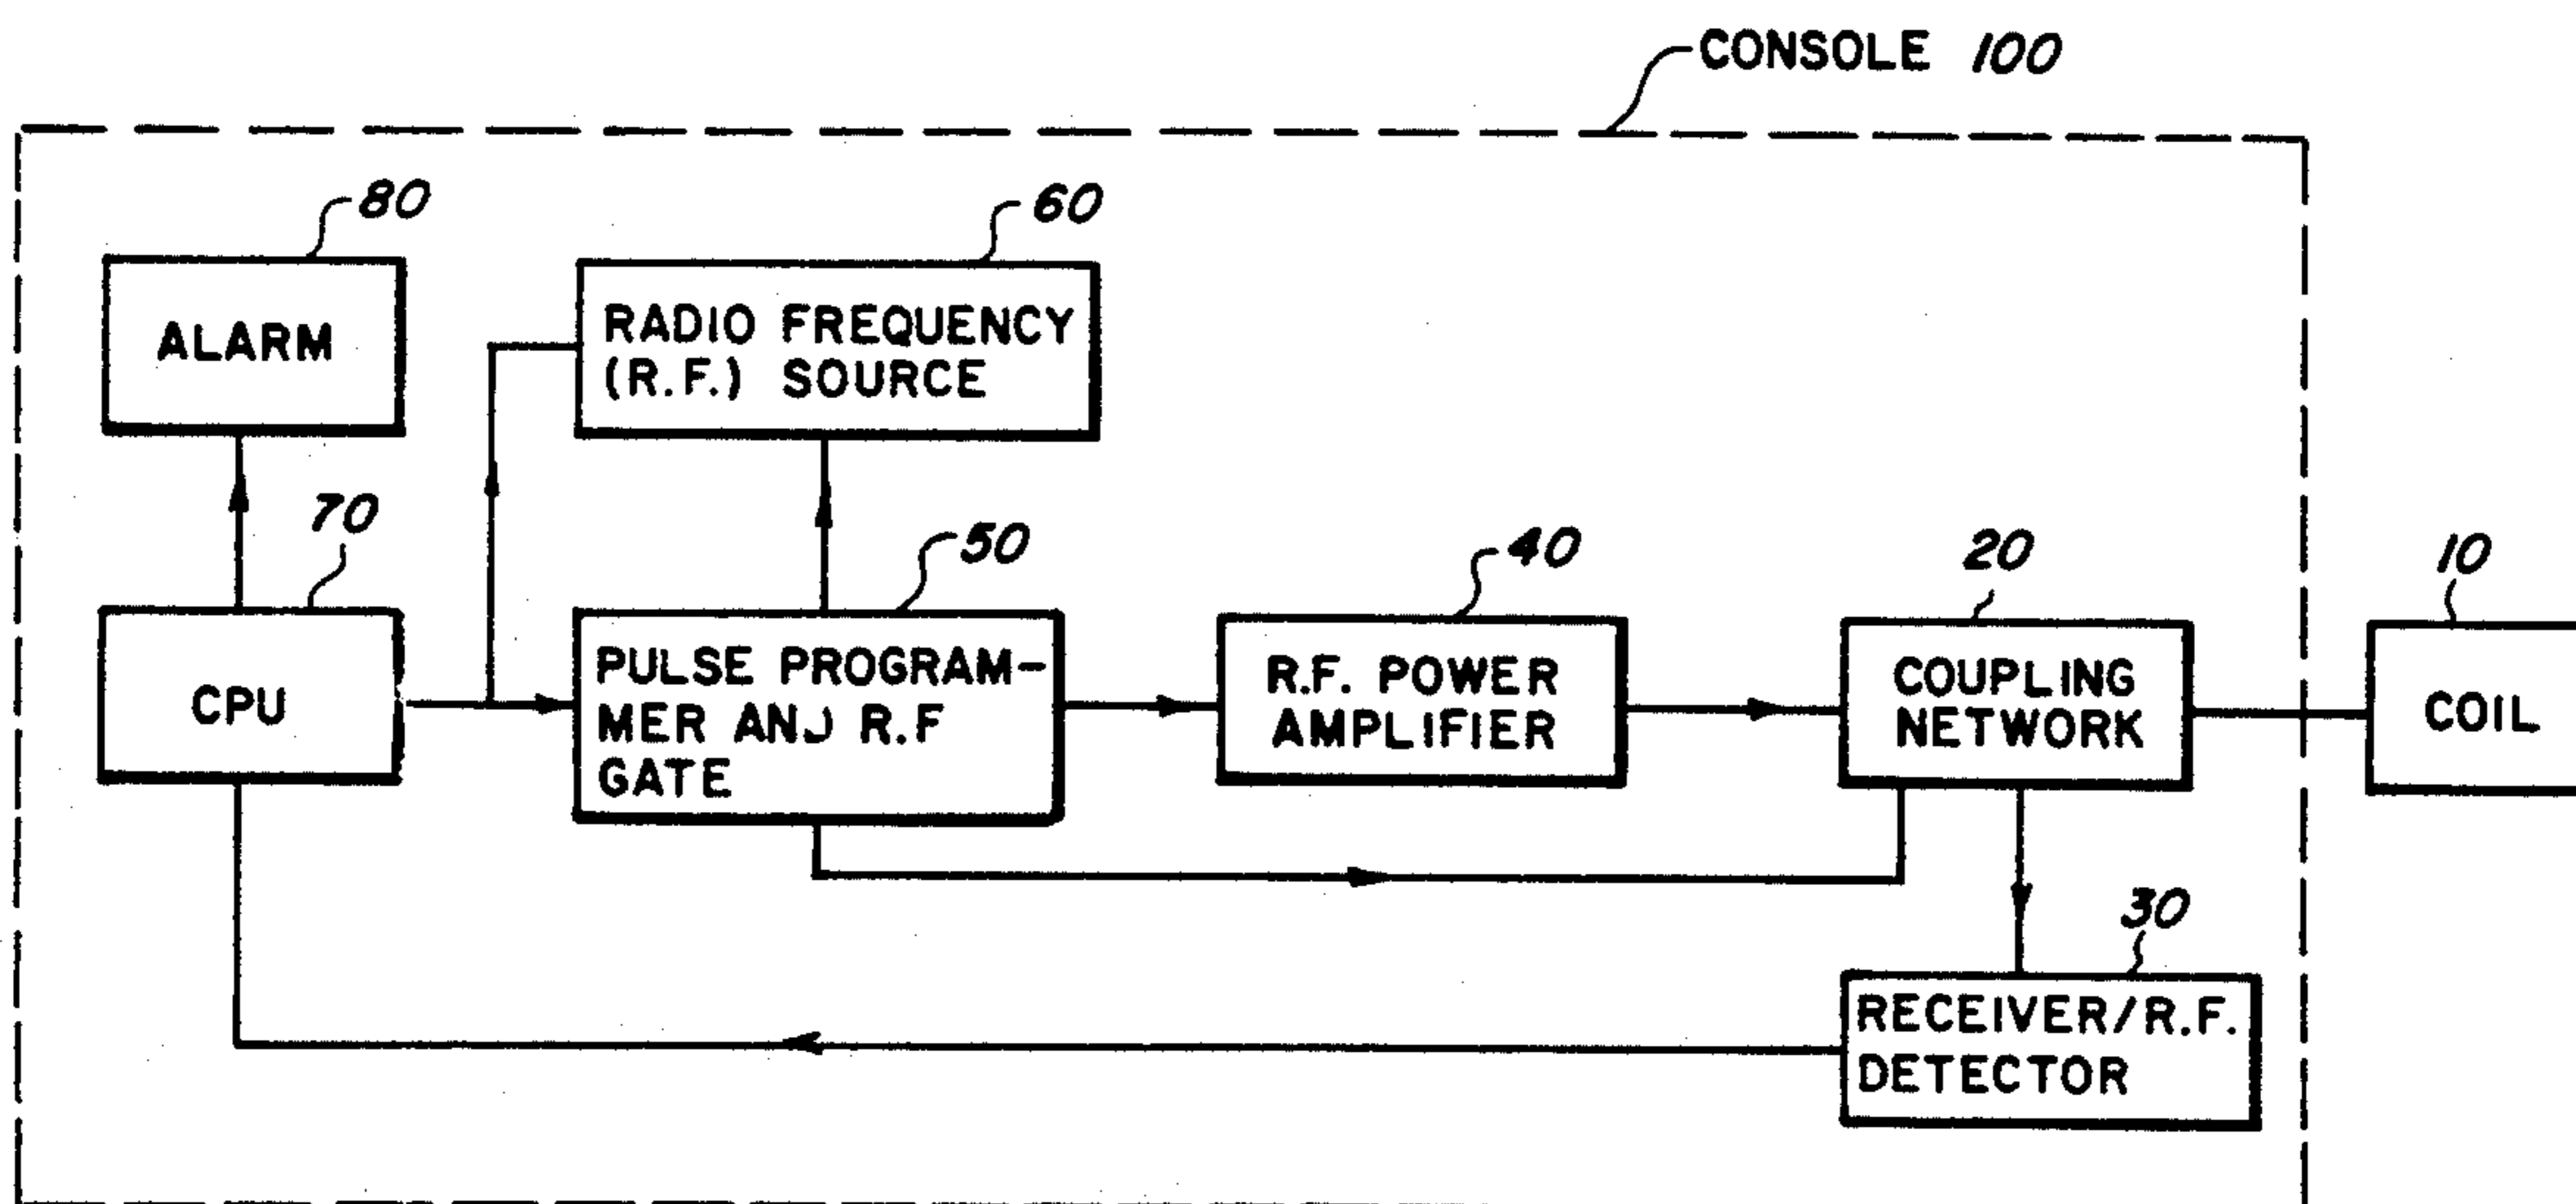 CONSOLE 100
80
ALARM
60
RADIO FREQUENCY
(R.F.) SOURCE
70
CPU
50
PULSE PROGRAM-
MER AND R.F
GATE
40
R.F. POWER
AMPLIFIER
20
COUPLING
NETWORK
10
COIL
30
RECEIVER/R.F.
DETECTOR